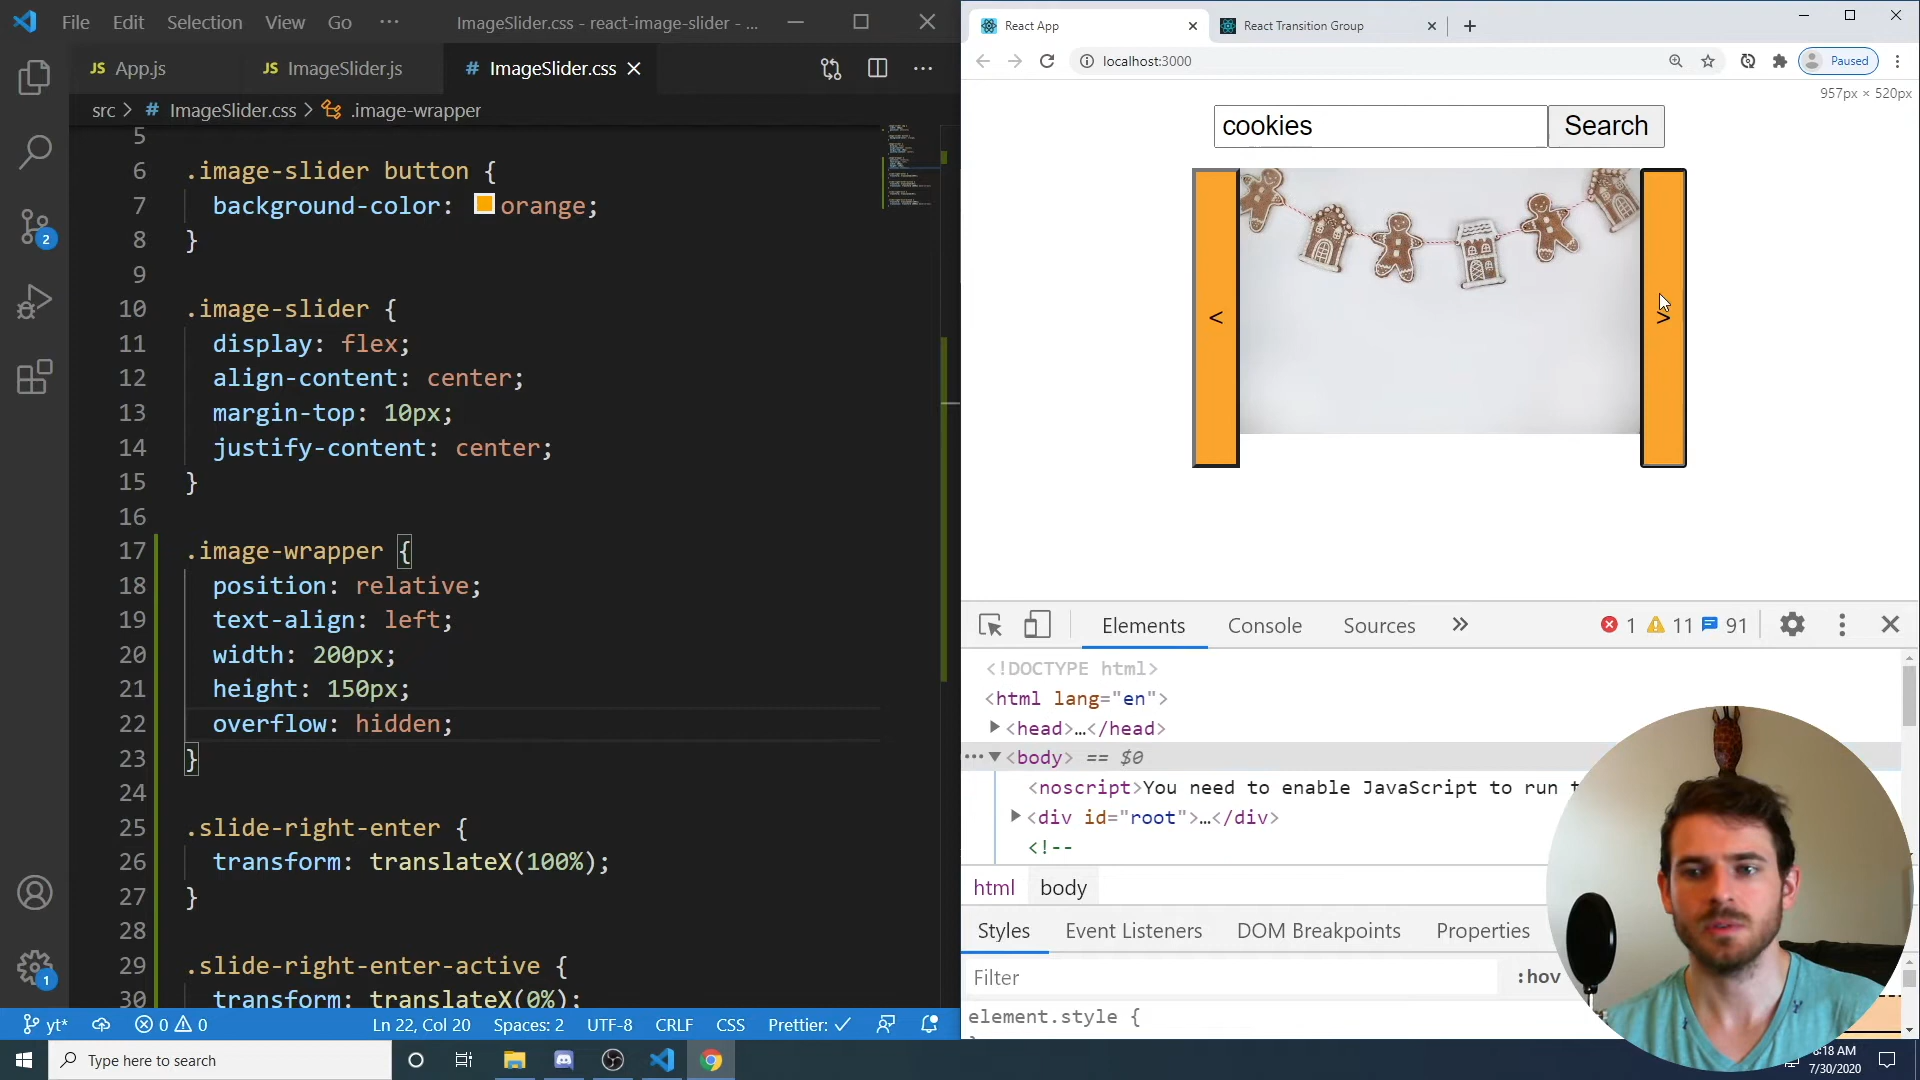 File Edit Selection View Go ··· ImageSlider.css - react-image-slider - ...
JS App.js JS ImageSlider.js # ImageSlider.css
src > # ImageSlider.css > .image-wrapper
5
6 .image-slider button {
7 background-color: orange;
8 }
9
10 .image-slider {
11 display: flex;
12 align-content: center;
13 margin-top: 10px;
14 justify-content: center;
15 }
16
17 .image-wrapper {
18 position: relative;
19 text-align: left;
20 width: 200px;
21 height: 150px;
22 overflow: hidden;
23 }
24
25 .slide-right-enter {
26 transform: translateX(100%);
27 }
28
29 .slide-right-enter-active {
30 transform: translateX(0%);
2
1
yt* 0 0 Ln 22, Col 20 Spaces: 2 UTF-8 CRLF CSS Prettier: ✓
React App React Transition Group
localhost:3000 Paused
957px × 520px
cookies Search
< >
Elements Console Sources » 1 11 91
<!DOCTYPE html>
<html lang="en">
<head>…</head>
··· <body> == $0
<noscript>You need to enable JavaScript to run
<div id="root">…</div>
<!--
html body
Styles Event Listeners DOM Breakpoints Properties
Filter :hov
element.style {
Type here to search
8:18 AM
7/30/2020